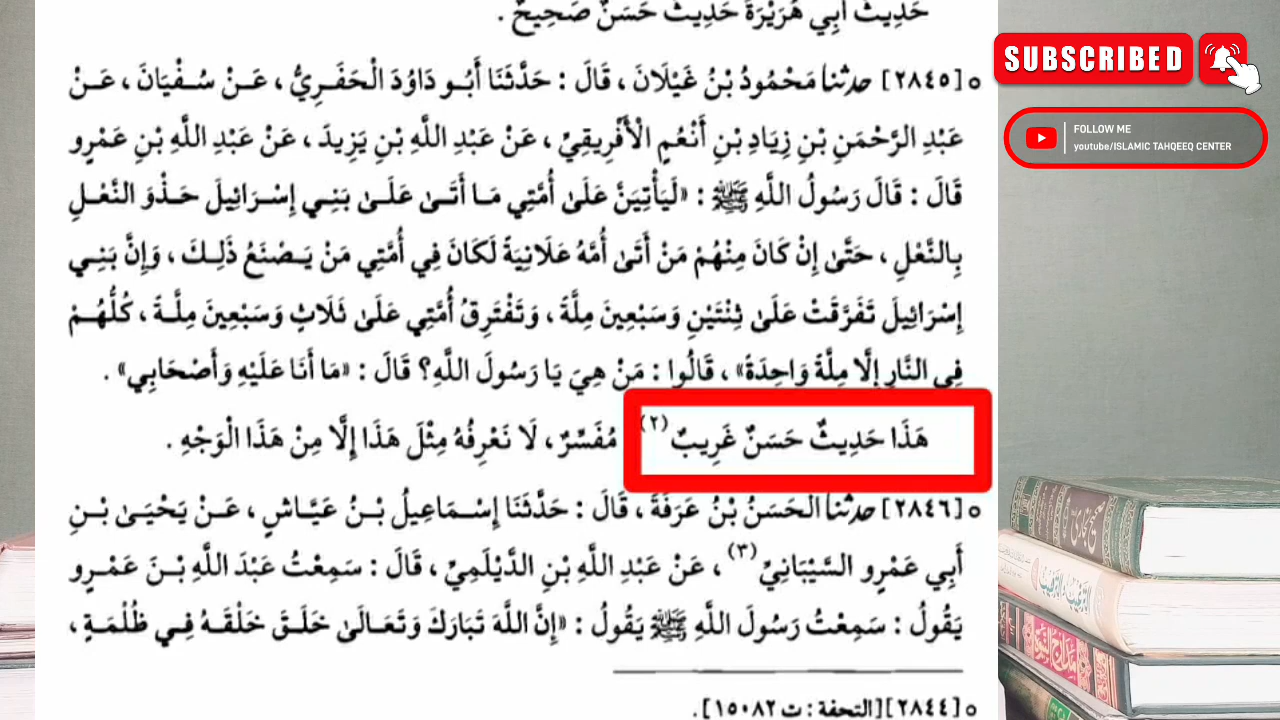 حَدِيثُ أَبِي هُرَيْرَةَ حَدِيثٌ حَسَنٌ صَحِيحٌ .
○ [٢٨٤٥] حدثنا مَحْمُودُ بْنُ غَيْلَانَ ، قَالَ : حَدَّثَنَا أَبُو دَاوُدَ الْحَفَرِيُّ ، عَنْ سُفْيَانَ ، عَنْ
عَبْدِ الرَّحْمَنِ بْنِ زِيَادِ بْنِ أَنْعُمِ الْأَفْرِيقِيِّ ، عَنْ عَبْدِ اللَّهِ بْنِ يَزِيدَ ، عَنْ عَبْدِ اللَّهِ بْنِ عَمْرٍو
قَالَ : قَالَ رَسُولُ اللَّهِ ﷺ : «لَيَأْتِيَنَّ عَلَىٰ أُمَّتِي مَا أَتَىٰ عَلَىٰ بَنِي إِسْرَائِيلَ حَذْوَ النَّعْلِ
بِالنَّعْلِ ، حَتَّىٰ إِنْ كَانَ مِنْهُمْ مَنْ أَتَىٰ أُمَّهُ عَلَانِيَةً لَكَانَ فِي أُمَّتِي مَنْ يَصْنَعُ ذَلِكَ ، وَإِنَّ بَنِي
إِسْرَائِيلَ تَفَرَّقَتْ عَلَىٰ ثِنْتَيْنِ وَسَبْعِينَ مِلَّةً ، وَتَفْتَرِقُ أُمَّتِي عَلَىٰ ثَلَاثٍ وَسَبْعِينَ مِلَّةً ، كُلُّهُمْ
فِي النَّارِ إِلَّا مِلَّةً وَاحِدَةً» ، قَالُوا : مَنْ هِيَ يَا رَسُولَ اللَّهِ؟ قَالَ : «مَا أَنَا عَلَيْهِ وَأَصْحَابِي» .
هَذَا حَدِيثٌ حَسَنٌ غَرِيبٌ (٢) مُفَسَّرٌ ، لَا نَعْرِفُهُ مِثْلَ هَذَا إِلَّا مِنْ هَذَا الْوَجْهِ .
○ [٢٨٤٦] حدثنا الْحَسَنُ بْنُ عَرَفَةَ ، قَالَ : حَدَّثَنَا إِسْمَاعِيلُ بْنُ عَيَّاشٍ ، عَنْ يَحْيَىٰ بْنِ
أَبِي عَمْرٍو السَّيْبَانِيِّ (٣) ، عَنْ عَبْدِ اللَّهِ بْنِ الدَّيْلَمِيِّ ، قَالَ : سَمِعْتُ عَبْدَ اللَّهِ بْنَ عَمْرٍو
يَقُولُ : سَمِعْتُ رَسُولَ اللَّهِ ﷺ يَقُولُ : «إِنَّ اللَّهَ تَبَارَكَ وَتَعَالَىٰ خَلَقَ خَلْقَهُ فِي ظُلْمَةٍ ،
○ [٢٨٤٤] [التحفة : ت ١٥٠٨٢] .
SUBSCRIBED
FOLLOW ME
youtube/ISLAMIC TAHQEEQ CENTER